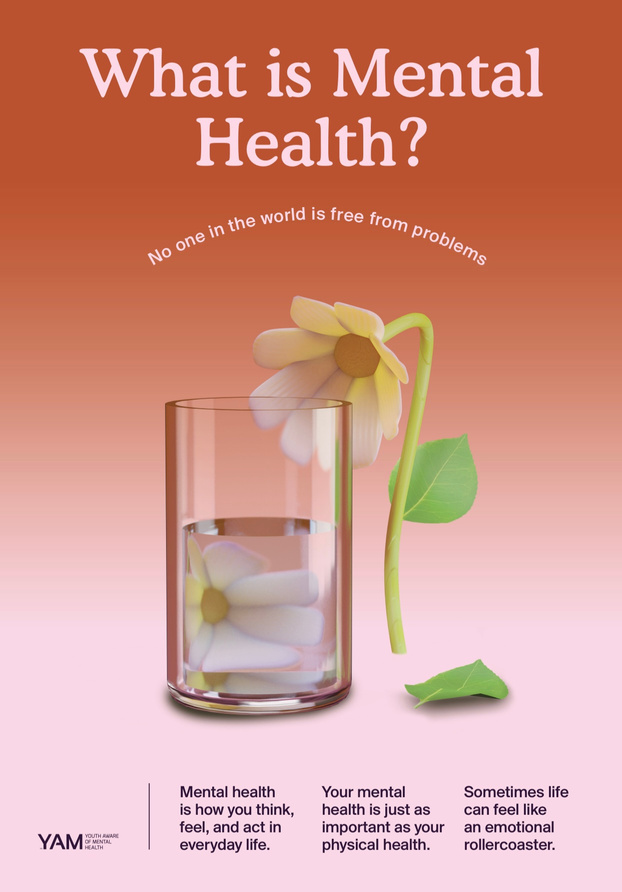 What is Mental
Health?
No one in the world is free from problems
YAM
YOUTH AWARE
OF MENTAL
HEALTH
Mental health
is how you think,
feel, and act in
everyday life.
Your mental
health is just as
important as your
physical health.
Sometimes life
can feel like
an emotional
rollercoaster.